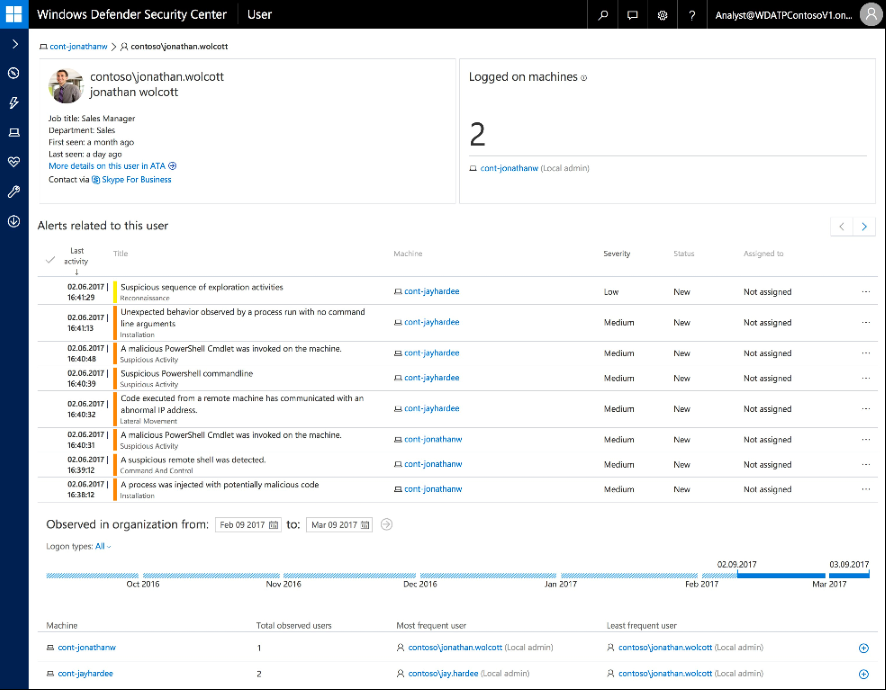 Windows Defender Security Center User
Analyst@WDATPContosoV1.on...
cont-jonathanw > contoso\jonathan.wolcott
contoso\jonathan.wolcott
jonathan wolcott
Job title: Sales Manager
Department: Sales
First seen: a month ago
Last seen: a day ago
More details on this user in ATA
Contact via Skype For Business
Logged on machines
2
cont-jonathanw (Local admin)
Alerts related to this user
Last activity ↓ Title Machine Severity Status Assigned to
02.06.2017 | 16:41:29 Suspicious sequence of exploration activities cont-jayhardee Low New Not assigned ...
Reconnaissance
02.06.2017 | 16:41:13 Unexpected behavior observed by a process run with no command cont-jayhardee Medium New Not assigned ...
line arguments
Installation
02.06.2017 | 16:40:48 A malicious PowerShell Cmdlet was invoked on the machine. cont-jayhardee Medium New Not assigned ...
Suspicious Activity
02.06.2017 | 16:40:39 Suspicious Powershell commandline cont-jayhardee Medium New Not assigned ...
Suspicious Activity
02.06.2017 | 16:40:32 Code executed from a remote machine has communicated with an cont-jayhardee Medium New Not assigned ...
abnormal IP address.
Lateral Movement
02.06.2017 | 16:40:31 A malicious PowerShell Cmdlet was invoked on the machine. cont-jonathanw Medium New Not assigned ...
Suspicious Activity
02.06.2017 | 16:39:12 A suspicious remote shell was detected. cont-jonathanw Medium New Not assigned ...
Command And Control
02.06.2017 | 16:38:12 A process was injected with potentially malicious code cont-jonathanw Medium New Not assigned ...
Installation
Observed in organization from: Feb 09 2017 to: Mar 09 2017
Logon types: All
02.09.2017 03.09.2017
Oct 2016 Nov 2016 Dec 2016 Jan 2017 Feb 2017 Mar 2017
Machine Total observed users Most frequent user Least frequent user
cont-jonathanw 1 contoso\jonathan.wolcott (Local admin) contoso\jonathan.wolcott (Local admin)
cont-jayhardee 2 contoso\jay.hardee (Local admin) contoso\jonathan.wolcott (Local admin)